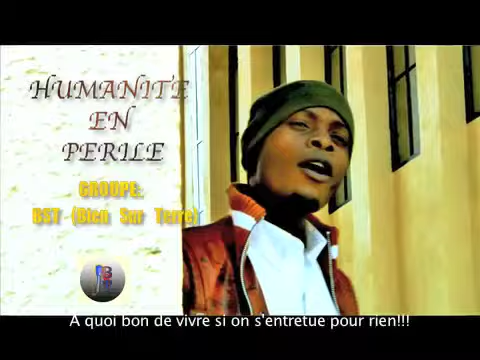 HUMANITE
EN
PERILE
GROUPE:
BST (Bien Sur Terre)
A quoi bon de vivre si on s'entretue pour rien!!!